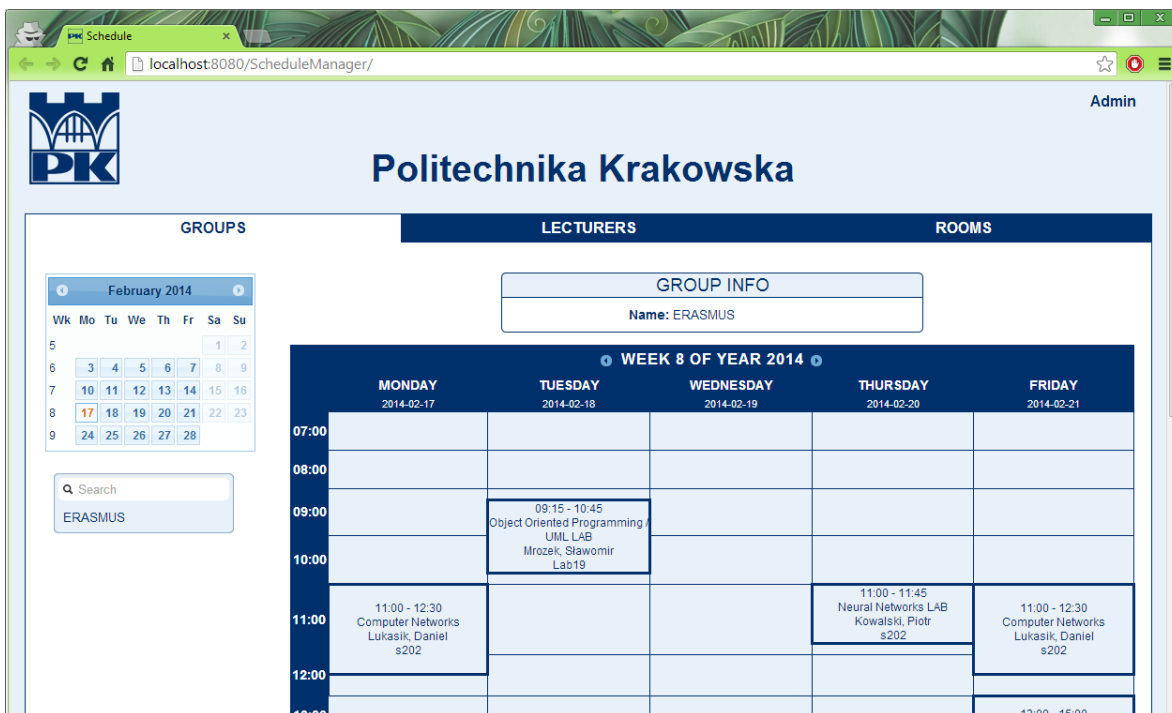 Schedule
localhost:8080/ScheduleManager/
Admin
PK
Politechnika Krakowska
GROUPS LECTURERS ROOMS
February 2014
Wk Mo Tu We Th Fr Sa Su
5 1 2
6 3 4 5 6 7 8 9
7 10 11 12 13 14 15 16
8 17 18 19 20 21 22 23
9 24 25 26 27 28
Search
ERASMUS
GROUP INFO
Name: ERASMUS
WEEK 8 OF YEAR 2014
MONDAY TUESDAY WEDNESDAY THURSDAY FRIDAY
2014-02-17 2014-02-18 2014-02-19 2014-02-20 2014-02-21
07:00
08:00
09:00
09:15 - 10:45
Object Oriented Programming /
UML LAB
Mrozek, Sławomir
Lab19
10:00
11:00
11:00 - 12:30
Computer Networks
Lukasik, Daniel
s202
11:00 - 11:45
Neural Networks LAB
Kowalski, Piotr
s202
11:00 - 12:30
Computer Networks
Lukasik, Daniel
s202
12:00